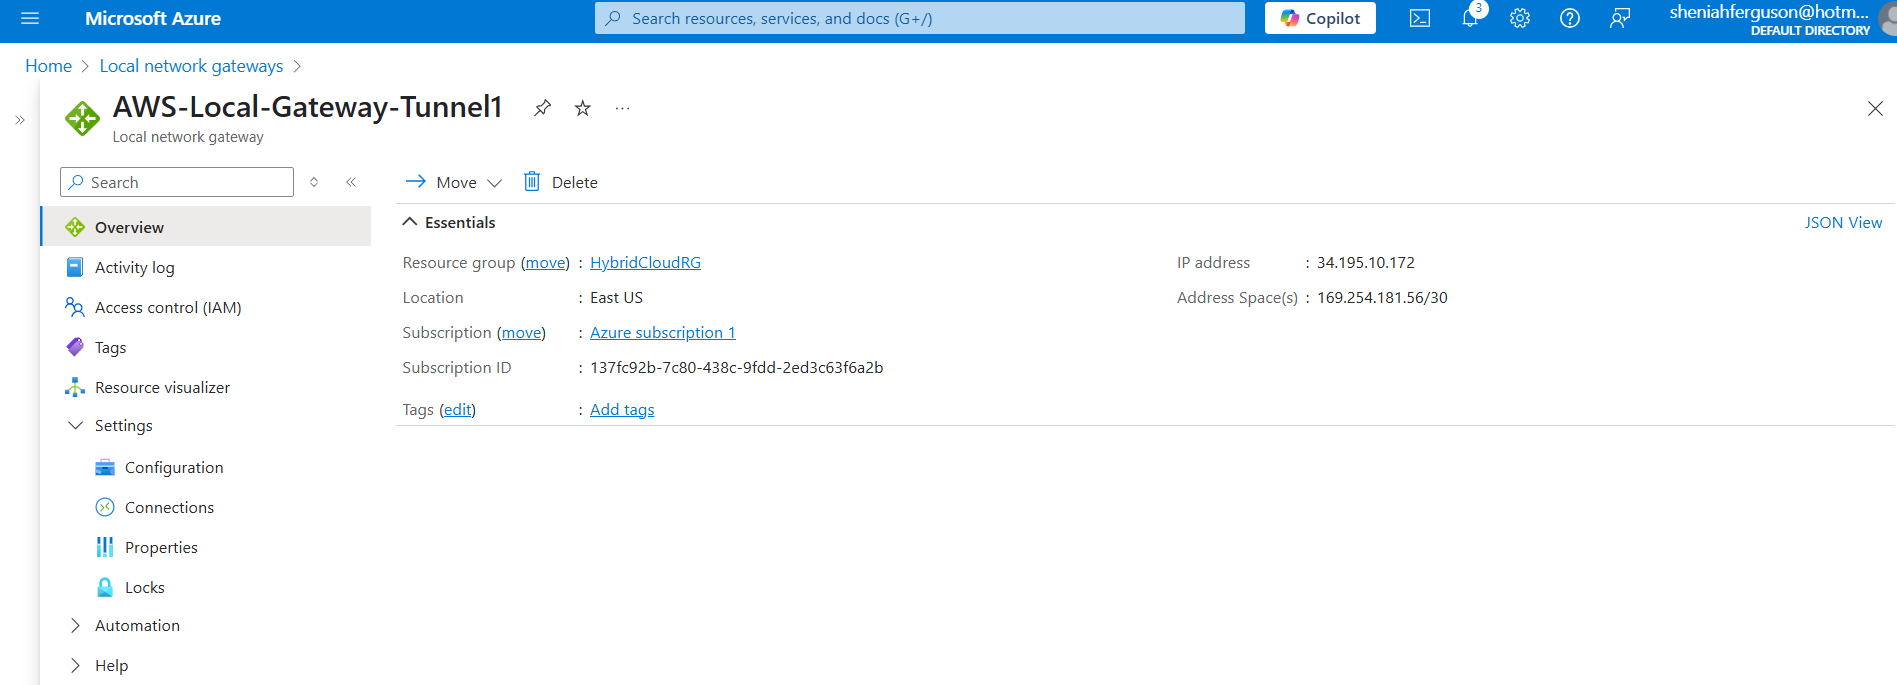 Microsoft Azure
Search resources, services, and docs (G+/)
Copilot
3
sheniahferguson@hotm...
DEFAULT DIRECTORY
Home > Local network gateways >
AWS-Local-Gateway-Tunnel1
Local network gateway
Search
Move
Delete
Overview
Activity log
Access control (IAM)
Tags
Resource visualizer
Settings
Configuration
Connections
Properties
Locks
Automation
Help
Essentials
JSON View
Resource group (move) : HybridCloudRG
Location : East US
Subscription (move) : Azure subscription 1
Subscription ID : 137fc92b-7c80-438c-9fdd-2ed3c63f6a2b
Tags (edit) : Add tags
IP address : 34.195.10.172
Address Space(s) : 169.254.181.56/30